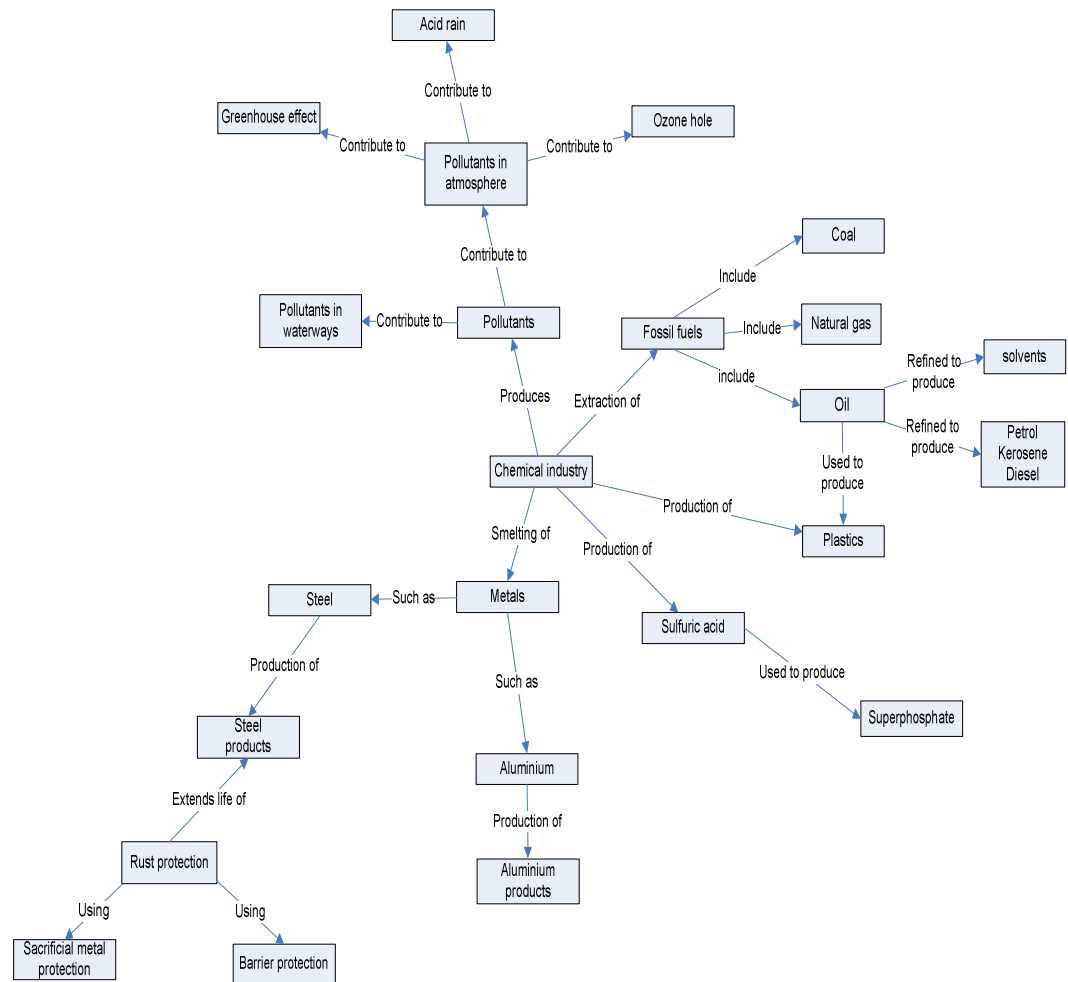 Acid rain
Contribute to
Greenhouse effect
Ozone hole
Contribute to
Contribute to
Pollutants in
atmosphere
Contribute to
Coal
Include
Pollutants in
waterways
Contribute to
Pollutants
Fossil fuels
Include
Natural gas
include
Refined to
produce
solvents
Produces
Extraction of
Oil
Refined to
produce
Petrol
Kerosene
Diesel
Used to
produce
Chemical industry
Production of
Plastics
Smelting of
Production of
Steel
Such as
Metals
Sulfuric acid
Production of
Used to produce
Such as
Superphosphate
Steel
products
Aluminium
Extends life of
Production of
Rust protection
Aluminium
products
Using
Using
Sacrificial metal
protection
Barrier protection